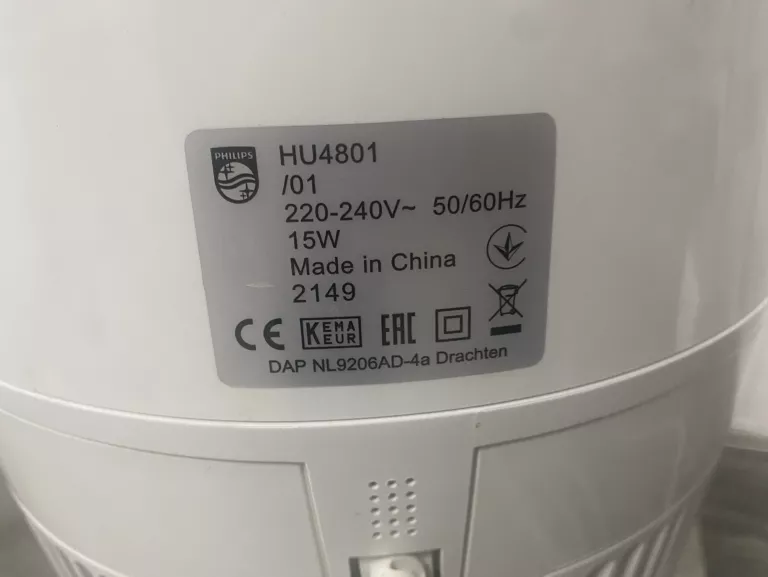 PHILIPS
HU4801
/01
220-240V~ 50/60Hz
15W
Made in China
2149
CE KEMA KEUR EAC
DAP NL9206AD-4a Drachten